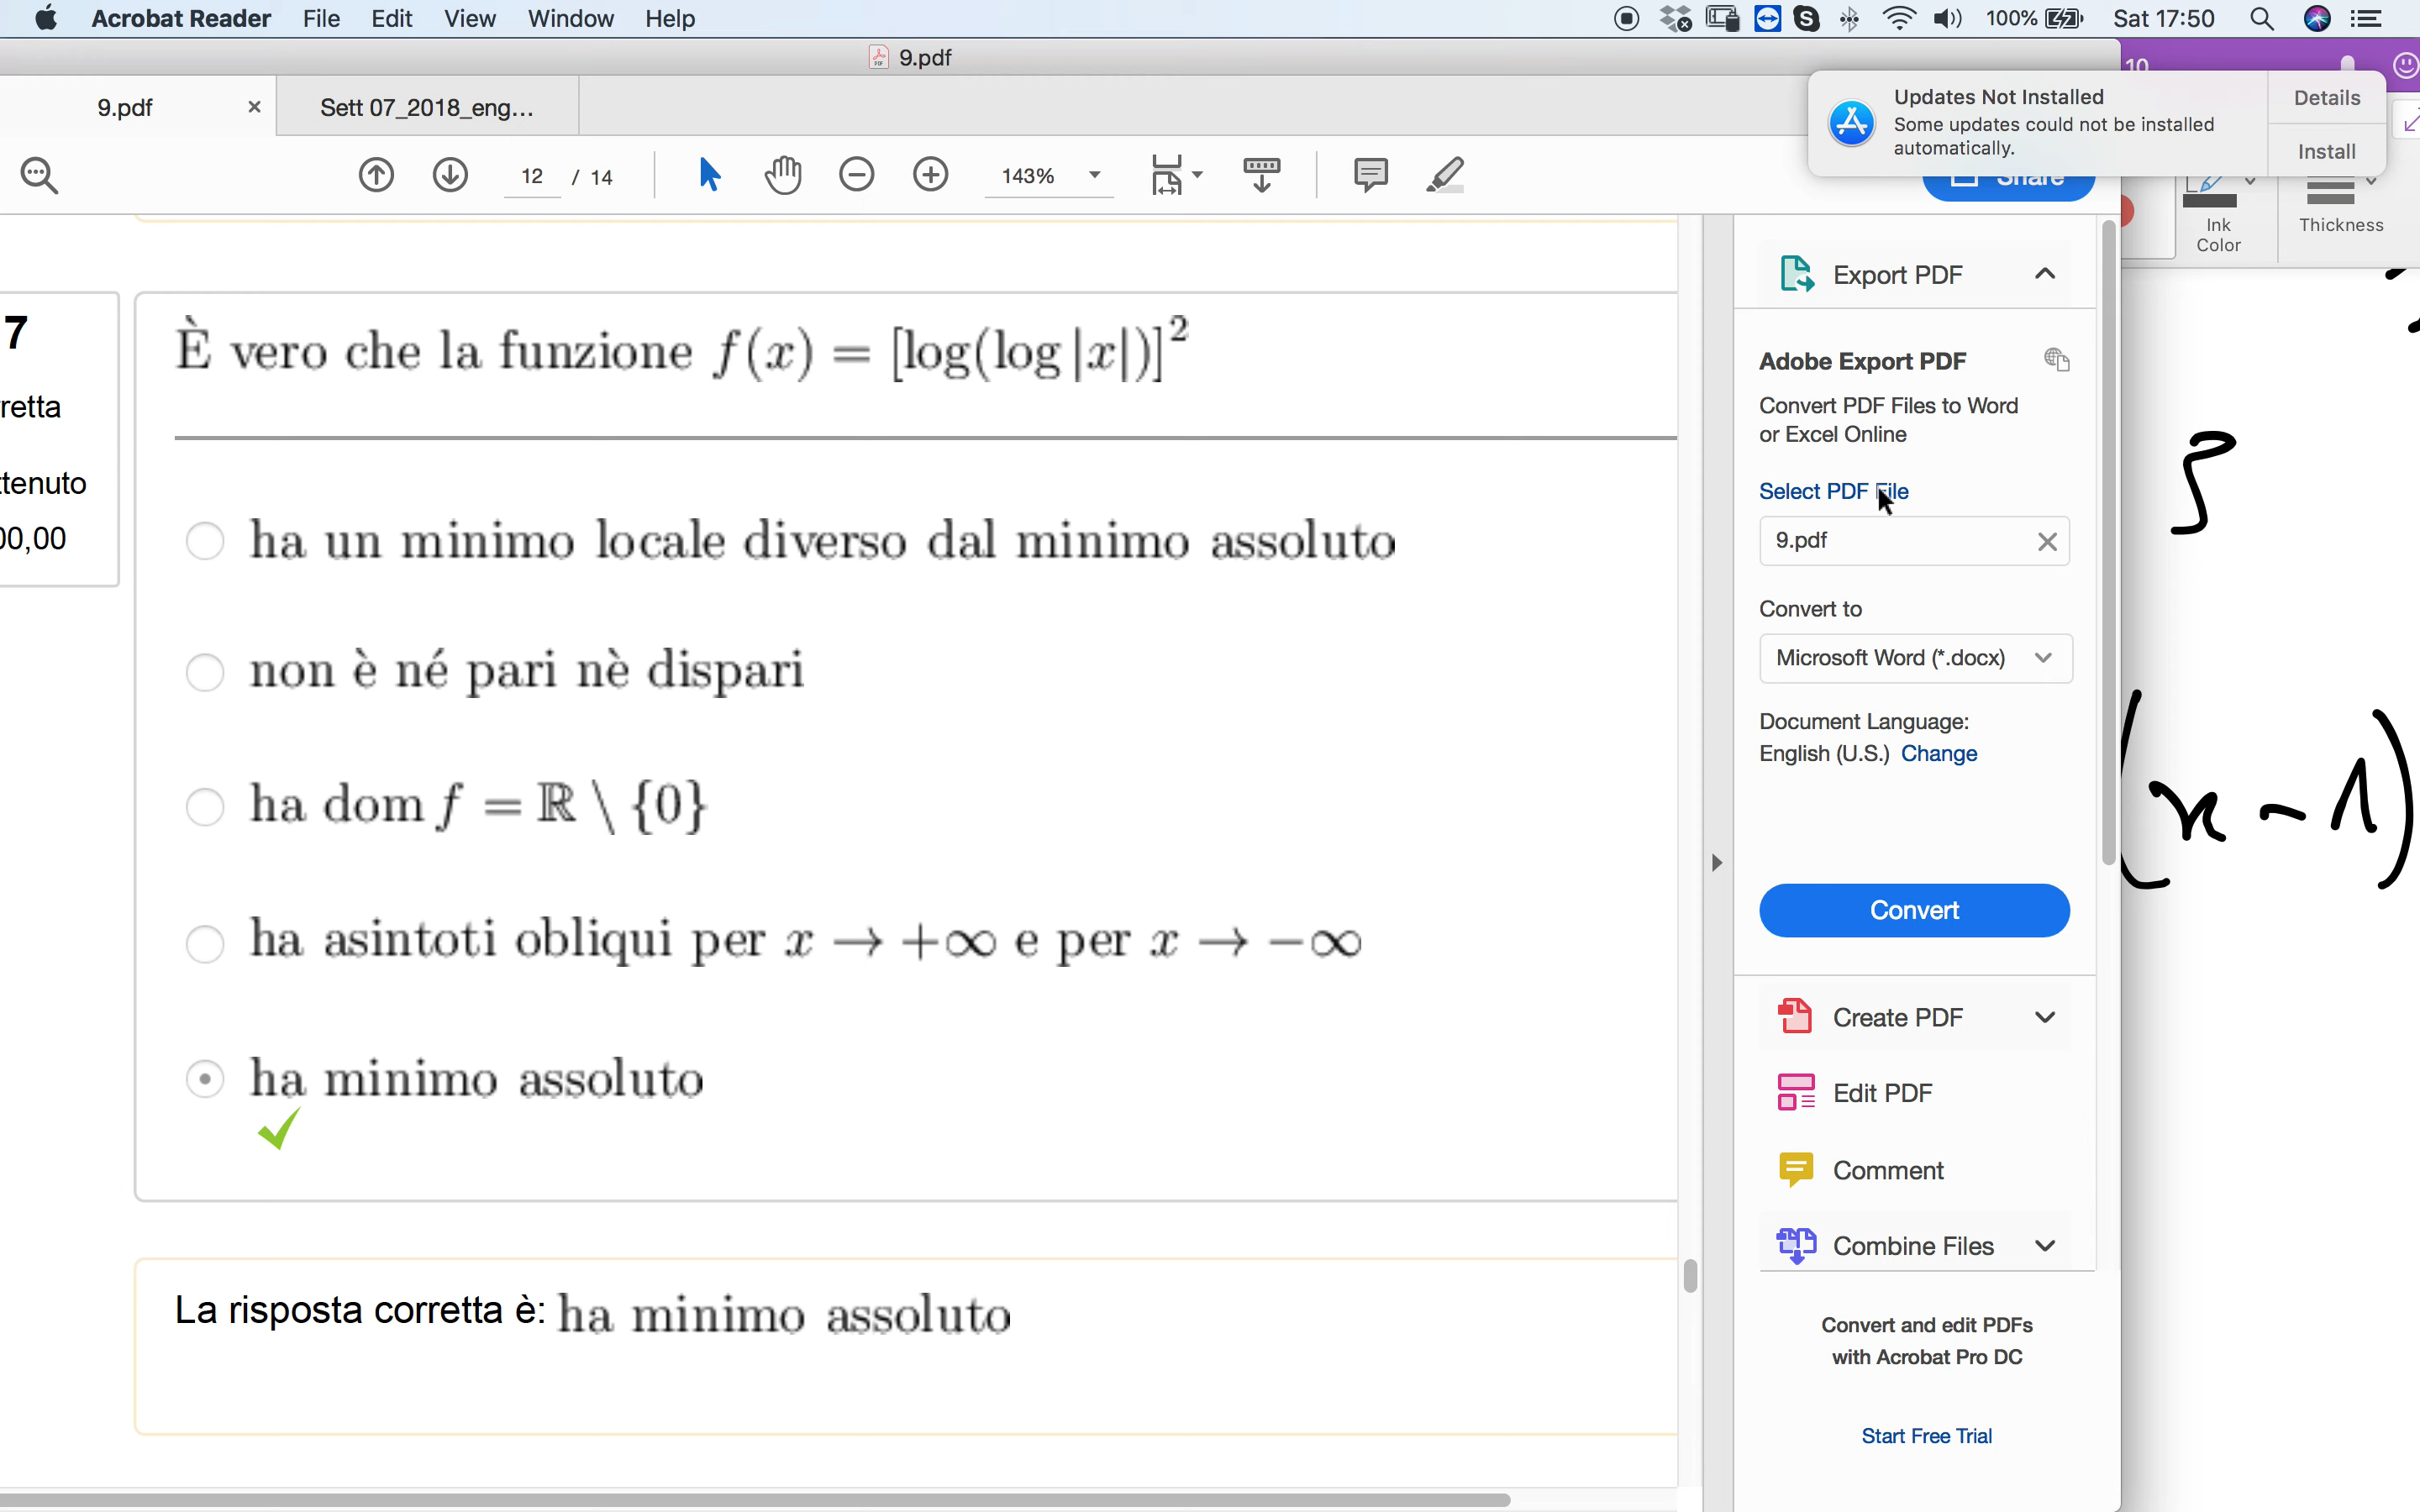 Acrobat Reader File Edit View Window Help 100% Sat 17:50
9.pdf
9.pdf × Sett 07_2018_eng...
10
Updates Not Installed
Some updates could not be installed
automatically.
Details
Install
12 / 14 143%
Share
Ink
Color
Thickness
7
retta
tenuto
00,00
È vero che la funzione f(x) = [log(log |x|)]²
ha un minimo locale diverso dal minimo assoluto
non è né pari nè dispari
ha dom f = ℝ \ {0}
ha asintoti obliqui per x → +∞ e per x → −∞
ha minimo assoluto
La risposta corretta è: ha minimo assoluto
Export PDF
Adobe Export PDF
Convert PDF Files to Word
or Excel Online
Select PDF File
9.pdf
Convert to
Microsoft Word (*.docx)
Document Language:
English (U.S.) Change
Convert
Create PDF
Edit PDF
Comment
Combine Files
Convert and edit PDFs
with Acrobat Pro DC
Start Free Trial
(x - 1)